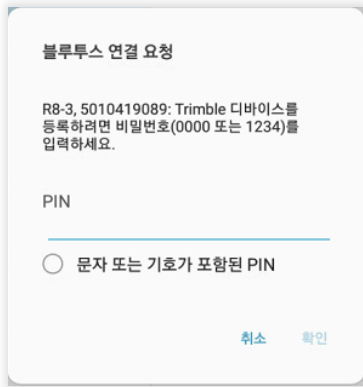 블루투스 연결 요청
R8-3, 5010419089: Trimble 디바이스를
등록하려면 비밀번호(0000 또는 1234)를
입력하세요.
PIN
문자 또는 기호가 포함된 PIN
취소 확인